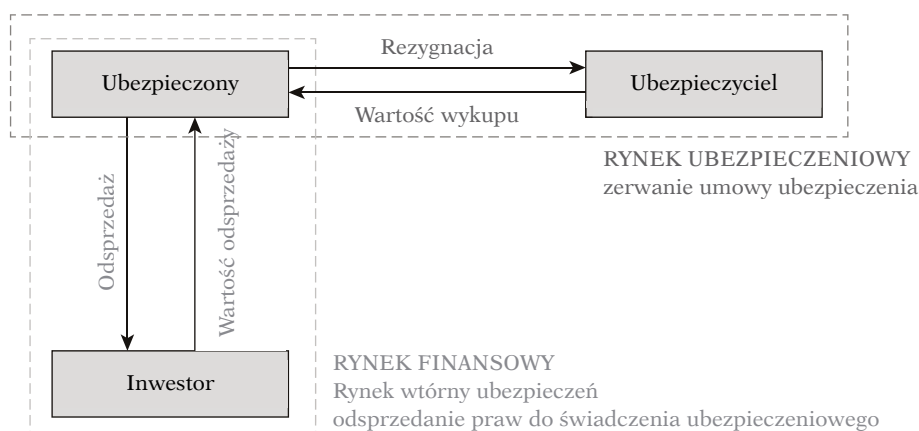 Rezygnacja
Ubezpieczony
Ubezpieczyciel
Wartość wykupu
RYNEK UBEZPIECZENIOWY
zerwanie umowy ubezpieczenia
Odsprzedaż
Wartość odsprzedaży
Inwestor
RYNEK FINANSOWY
Rynek wtórny ubezpieczeń
odsprzedanie praw do świadczenia ubezpieczeniowego